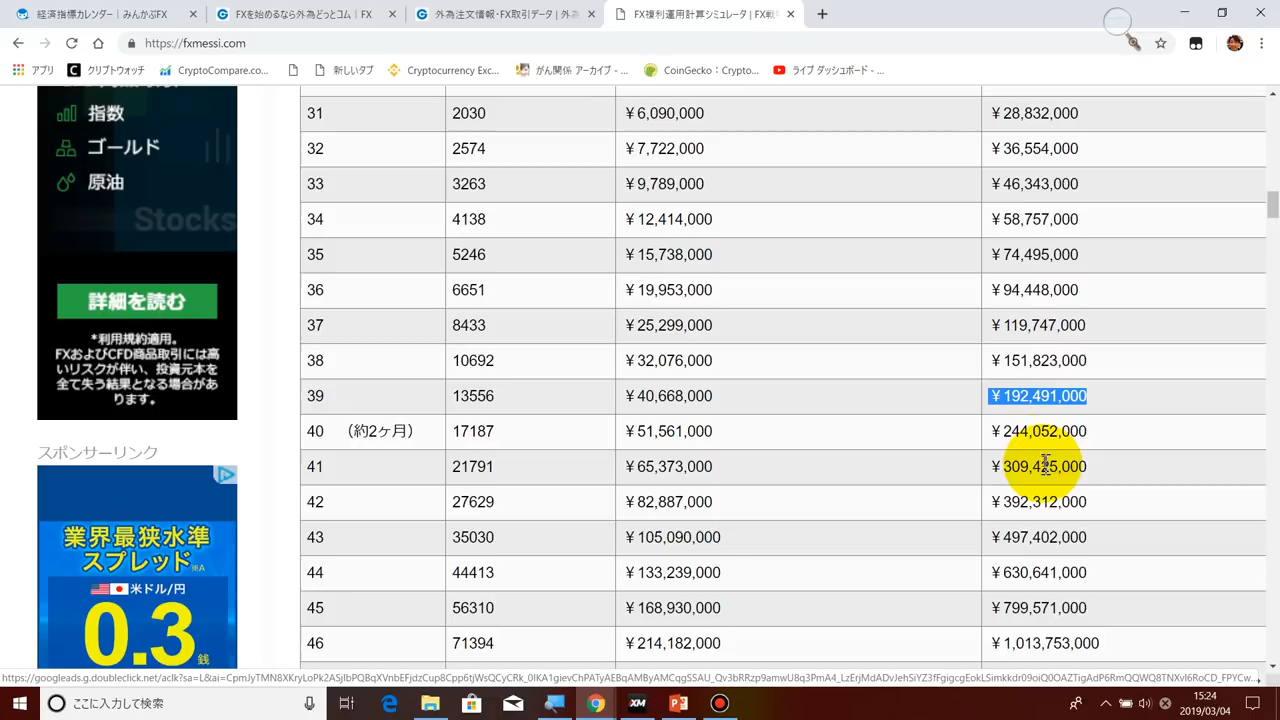 経済指標カレンダー | みんかぶFX
FXを始めるなら外為どっとコム | FX
外為注文情報・FX取引データ | 外為
FX複利運用計算シミュレータ | FX戦
https://fxmessi.com
アプリ
クリプトウォッチ
CryptoCompare.co...
新しいタブ
Cryptocurrency Exc...
がん関係 アーカイブ - ...
CoinGecko：Crypto...
ライブ ダッシュボード - ...
指数
ゴールド
原油
Stocks
詳細を読む
*利用規約適用。
FXおよびCFD商品取引には高
いリスクが伴い、投資元本を
全て失う結果となる場合があ
ります。
スポンサーリンク
業界最狭水準
スプレッド※A
米ドル/円
0.3銭
31 2030 ￥6,090,000 ￥28,832,000
32 2574 ￥7,722,000 ￥36,554,000
33 3263 ￥9,789,000 ￥46,343,000
34 4138 ￥12,414,000 ￥58,757,000
35 5246 ￥15,738,000 ￥74,495,000
36 6651 ￥19,953,000 ￥94,448,000
37 8433 ￥25,299,000 ￥119,747,000
38 10692 ￥32,076,000 ￥151,823,000
39 13556 ￥40,668,000 ￥192,491,000
40 （約2ヶ月） 17187 ￥51,561,000 ￥244,052,000
41 21791 ￥65,373,000 ￥309,425,000
42 27629 ￥82,887,000 ￥392,312,000
43 35030 ￥105,090,000 ￥497,402,000
44 44413 ￥133,239,000 ￥630,641,000
45 56310 ￥168,930,000 ￥799,571,000
46 71394 ￥214,182,000 ￥1,013,753,000
ここに入力して検索
15:24
2019/03/04